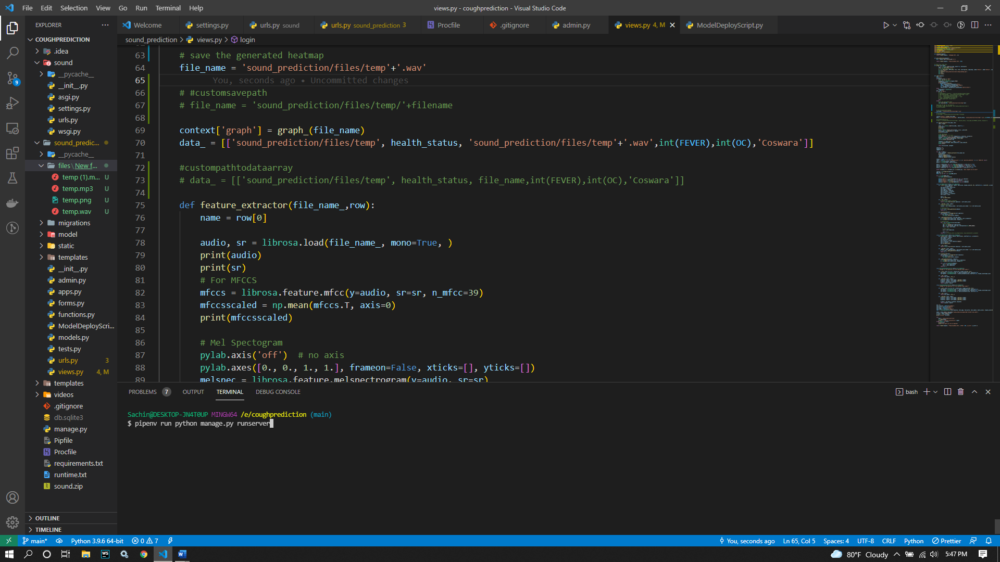 File Edit Selection View Go Run Terminal Help
views.py - coughprediction - Visual Studio Code
EXPLORER
Welcome
settings.py
urls.py sound
urls.py sound_prediction 3
Procfile
.gitignore
admin.py
views.py 4, M
ModelDeployScript.py
sound_prediction > views.py > login
COUGHPREDICTION
.idea
sound
__pycache__
__init__.py
asgi.py
settings.py
urls.py
wsgi.py
sound_predic...
__pycache__
files\New f...
temp (1).m... U
temp.mp3 U
temp.png U
temp.wav U
migrations
model
static
templates
__init__.py
admin.py
apps.py
forms.py
functions.py
ModelDeployScri...
models.py
tests.py
urls.py 3
views.py 4, M
templates
videos
.gitignore
db.sqlite3
manage.py
Pipfile
Procfile
requirements.txt
runtime.txt
sound.zip
OUTLINE
TIMELINE
9
63 # save the generated heatmap
64 file_name = 'sound_prediction/files/temp'+'.wav'
65 You, seconds ago • Uncommitted changes
66 # #customsavepath
67 # file_name = 'sound_prediction/files/temp/'+filename
68
69 context['graph'] = graph_(file_name)
70 data_ = [['sound_prediction/files/temp', health_status, 'sound_prediction/files/temp'+'.wav',int(FEVER),int(OC),'Coswara']]
71
72 #custompathtodataarray
73 # data_ = [['sound_prediction/files/temp', health_status, file_name,int(FEVER),int(OC),'Coswara']]
74
75 def feature_extractor(file_name_,row):
76 name = row[0]
77
78 audio, sr = librosa.load(file_name_, mono=True, )
79 print(audio)
80 print(sr)
81 # For MFCCS
82 mfccs = librosa.feature.mfcc(y=audio, sr=sr, n_mfcc=39)
83 mfccsscaled = np.mean(mfccs.T, axis=0)
84 print(mfccsscaled)
85
86 # Mel Spectogram
87 pylab.axis('off') # no axis
88 pylab.axes([0., 0., 1., 1.], frameon=False, xticks=[], yticks=[])
89 melspec = librosa.feature.melspectrogram(y=audio, sr=sr)
PROBLEMS 7 OUTPUT TERMINAL DEBUG CONSOLE
bash
Sachin@DESKTOP-JN4T0UP MINGW64 /e/coughprediction (main)
$ pipenv run python manage.py runserver
main* Python 3.9.6 64-bit 0 7
You, seconds ago Ln 65, Col 5 Spaces: 4 UTF-8 CRLF Python Prettier
WS
80°F Cloudy 5:47 PM